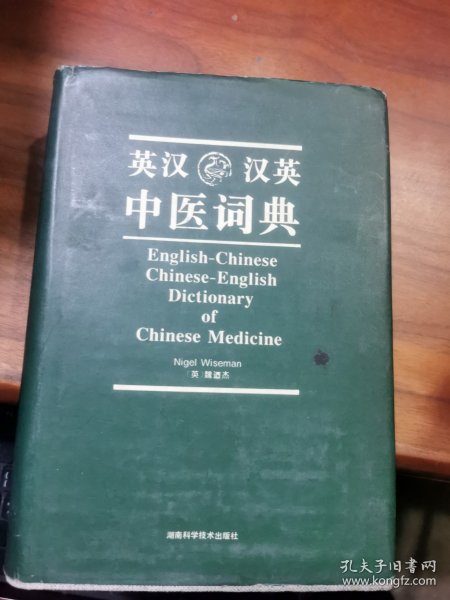 英汉 汉英
中医词典
English-Chinese
Chinese-English
Dictionary
of
Chinese Medicine
Nigel Wiseman
〔英〕魏迺杰
湖南科学技术出版社
孔夫子旧书网
www.kongfz.com